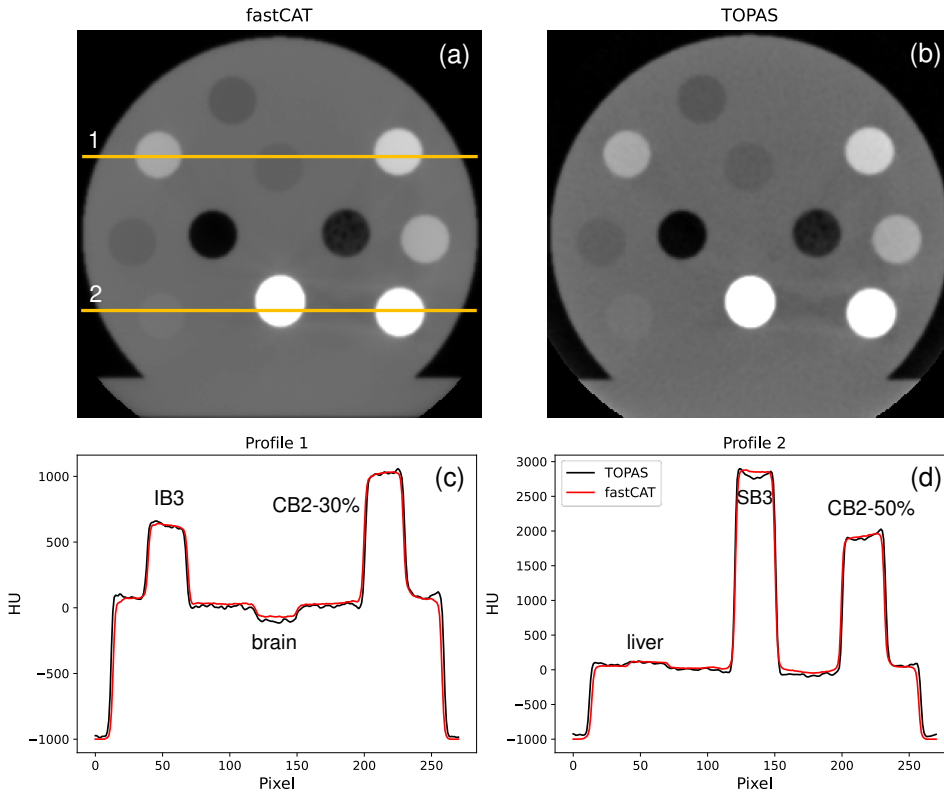 fastCAT
TOPAS
(a)
(b)
1
2
Profile 1
Profile 2
(c)
(d)
IB3
CB2-30%
brain
HU
1000
500
0
−500
−1000
0
50
100
150
200
250
Pixel
TOPAS
fastCAT
SB3
CB2-50%
liver
HU
3000
2500
2000
1500
1000
500
0
−500
−1000
0
50
100
150
200
250
Pixel